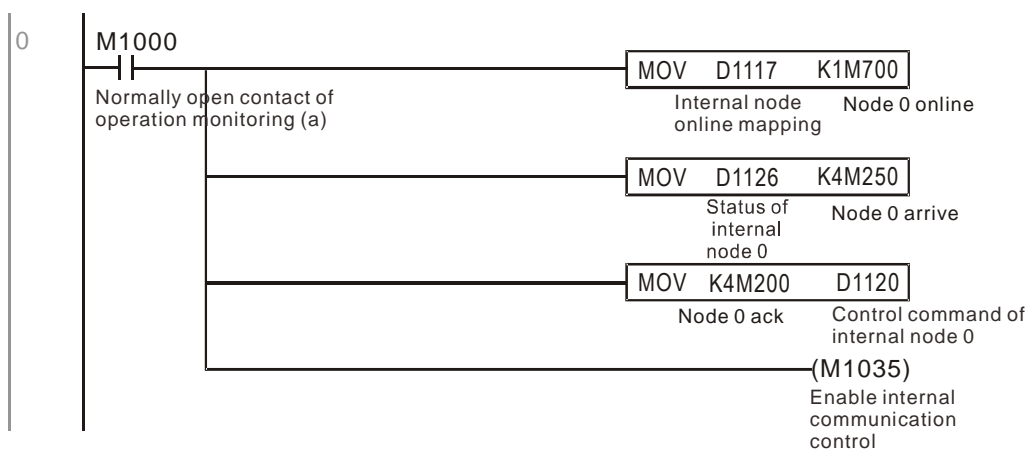 0
M1000
Normally open contact of
operation monitoring (a)
MOV D1117 K1M700
Internal node
online mapping
Node 0 online
MOV D1126 K4M250
Status of
internal
node 0
Node 0 arrive
MOV K4M200 D1120
Node 0 ack
Control command of
internal node 0
(M1035)
Enable internal
communication
control